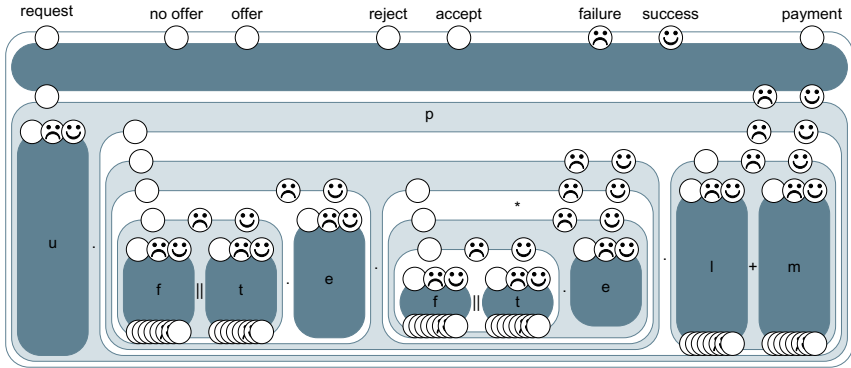 request no offer offer reject accept failure success payment
p
*
u . f || t . e . f || t . e . l + m